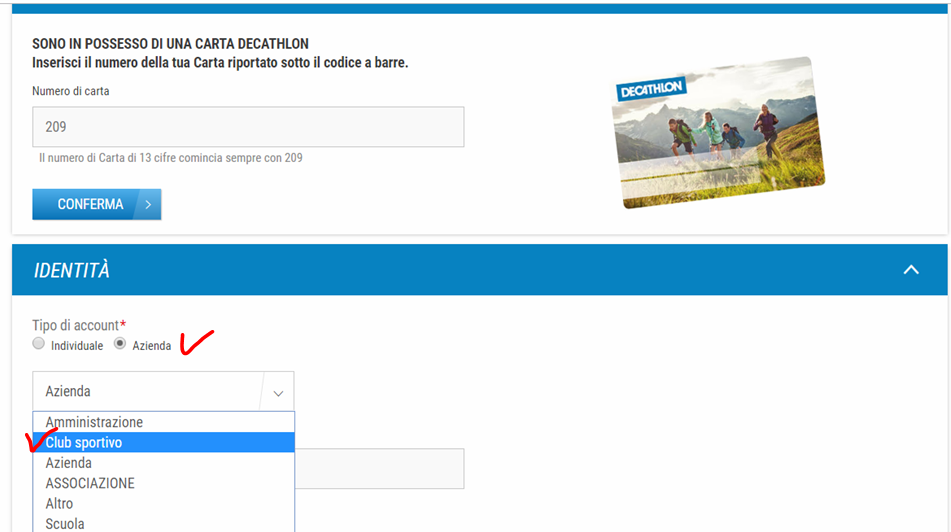 SONO IN POSSESSO DI UNA CARTA DECATHLON
Inserisci il numero della tua Carta riportato sotto il codice a barre.
Numero di carta
209
Il numero di Carta di 13 cifre comincia sempre con 209
CONFERMA
DECATHLON
IDENTITÀ
Tipo di account*
Individuale Azienda
Azienda
Amministrazione
Club sportivo
Azienda
ASSOCIAZIONE
Altro
Scuola